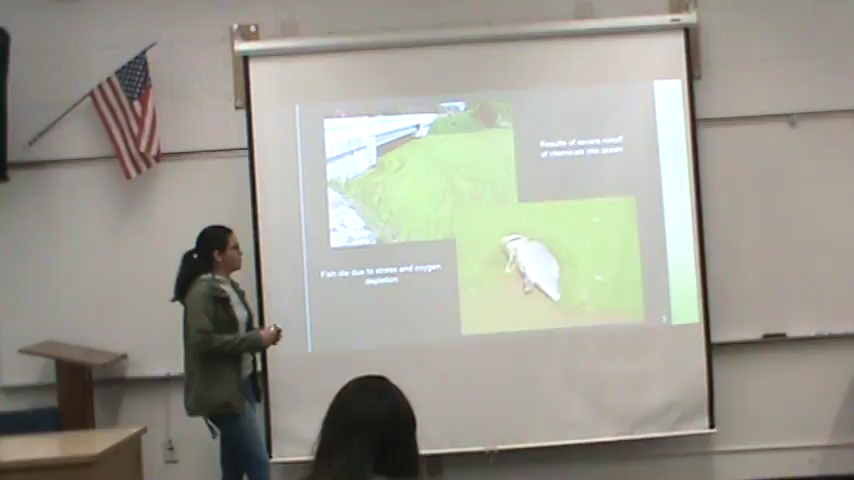 Results of severe runoff
of chemicals into ocean
Fish die due to stress and oxygen
depletion